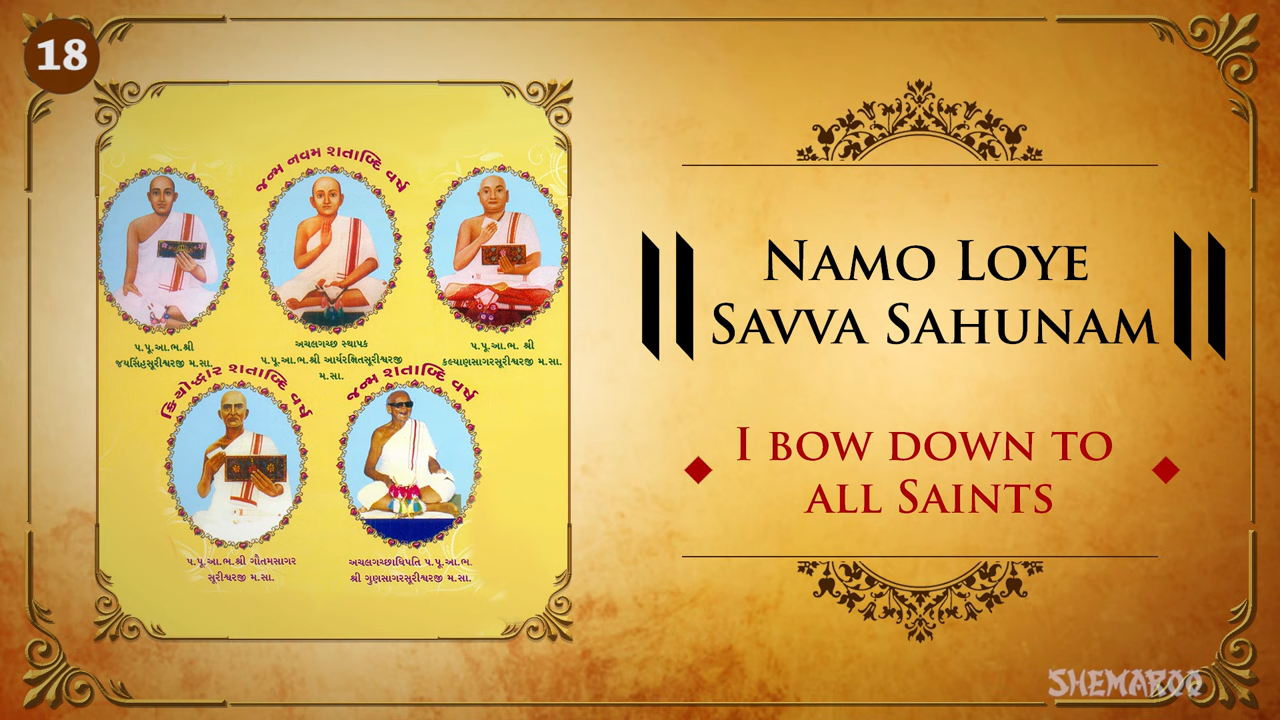 18
જન્મ નવમ શતાબ્દિ વર્ષ
પ.પૂ.આ.ભ.શ્રી
જયસિંહસૂરીશ્વરજી મ.સા.
અચલગચ્છ સ્થાપક
પ.પૂ.આ.ભ.શ્રી આર્યરક્ષિતસૂરીશ્વરજી
મ.સા.
પ.પૂ.આ.ભ. શ્રી
કલ્યાણસાગરસૂરીશ્વરજી મ.સા.
ક્રિયોદ્ધાર શતાબ્દિ વર્ષ
જન્મ શતાબ્દિ વર્ષ
પ.પૂ.આ.ભ.શ્રી ગૌતમસાગર
સૂરીશ્વરજી મ.સા.
અચલગચ્છાધિપતિ પ.પૂ.આ.ભ.
શ્રી ગુણસાગરસૂરીશ્વરજી મ.સા.
Namo Loye
Savva Sahunam
I bow down to
all Saints
SHEMAROO